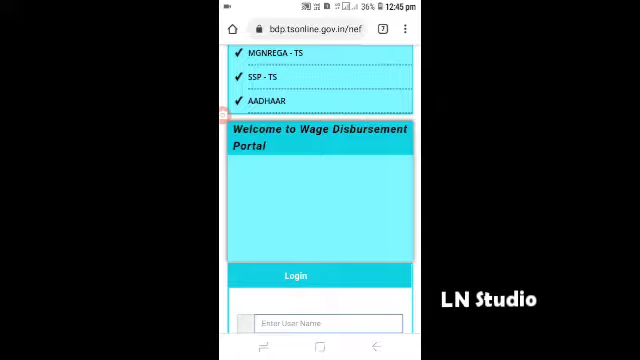 36% 12:45 pm
bdp.tsonline.gov.in/nef
7
MGNREGA - TS
SSP - TS
AADHAAR
Welcome to Wage Disbursement
Portal
Login
Enter User Name
LN Studio